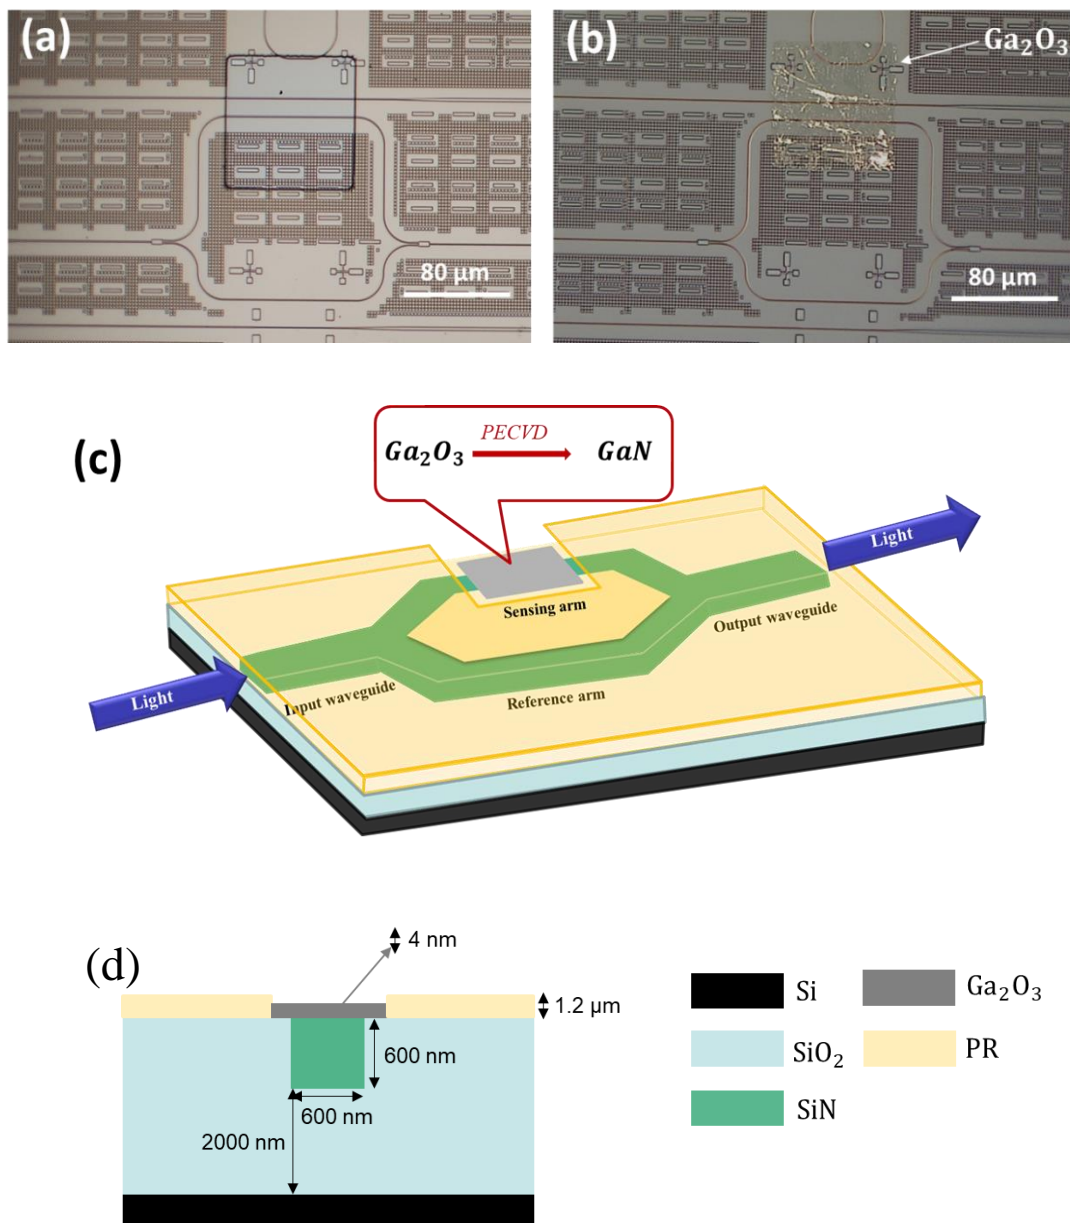 (a)
80 µm
(b)
Ga₂O₃
80 µm
(c)
PECVD
Ga₂O₃ GaN
Light
Sensing arm
Output waveguide
Input waveguide
Reference arm
Light
(d)
4 nm
1.2 µm
600 nm
600 nm
2000 nm
Si
Ga₂O₃
SiO₂
PR
SiN